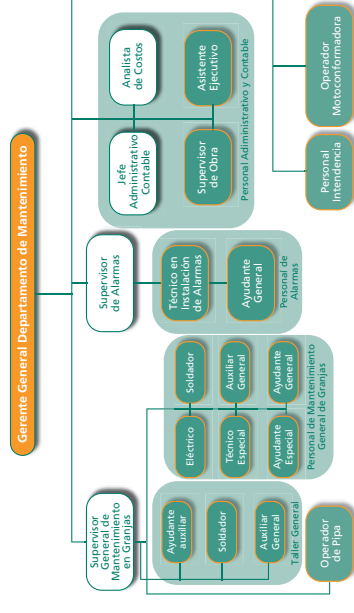 Gerente General Departamento de Mantenimiento
Supervisor
General de
Mantenimiento
en Granjas
Supervisor
de Alarmas
Jefe
Administrativo
Contable
Analista
de Costos
Supervisor
de Obra
Asistente
Ejecutivo
Personal Adiministrativo y Contable
Técnico en
Instalación
de Alarmas
Ayudante
General
Personal de
Alarmas
Ayudante
auxiliar
Soldador
Auxiliar
General
Taller General
Eléctrico
Soldador
Técnico
Especial
Auxiliar
General
Ayudante
Especial
Ayudante
General
Personal de Mantenimiento
General de Granjas
Operador
de Pipa
Personal
Intendencia
Operador
Motoconformadora